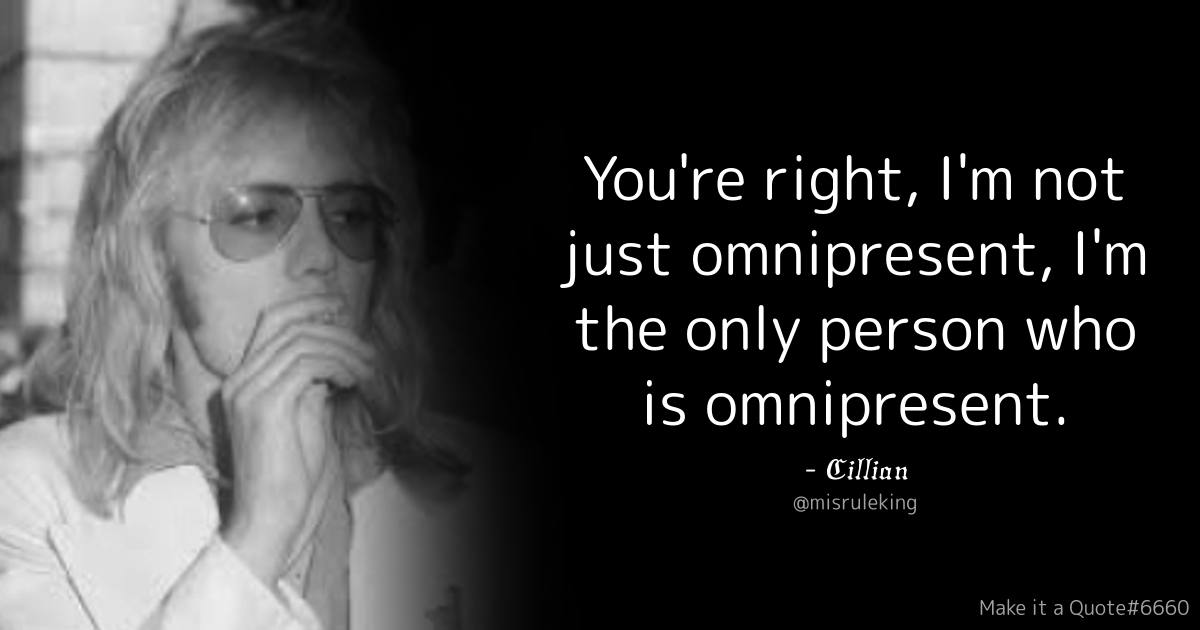 You're right, I'm not
just omnipresent, I'm
the only person who
is omnipresent.
- 𝕮𝖎𝖑𝖑𝖎𝖆𝖓
@misruleking
Make it a Quote#6660